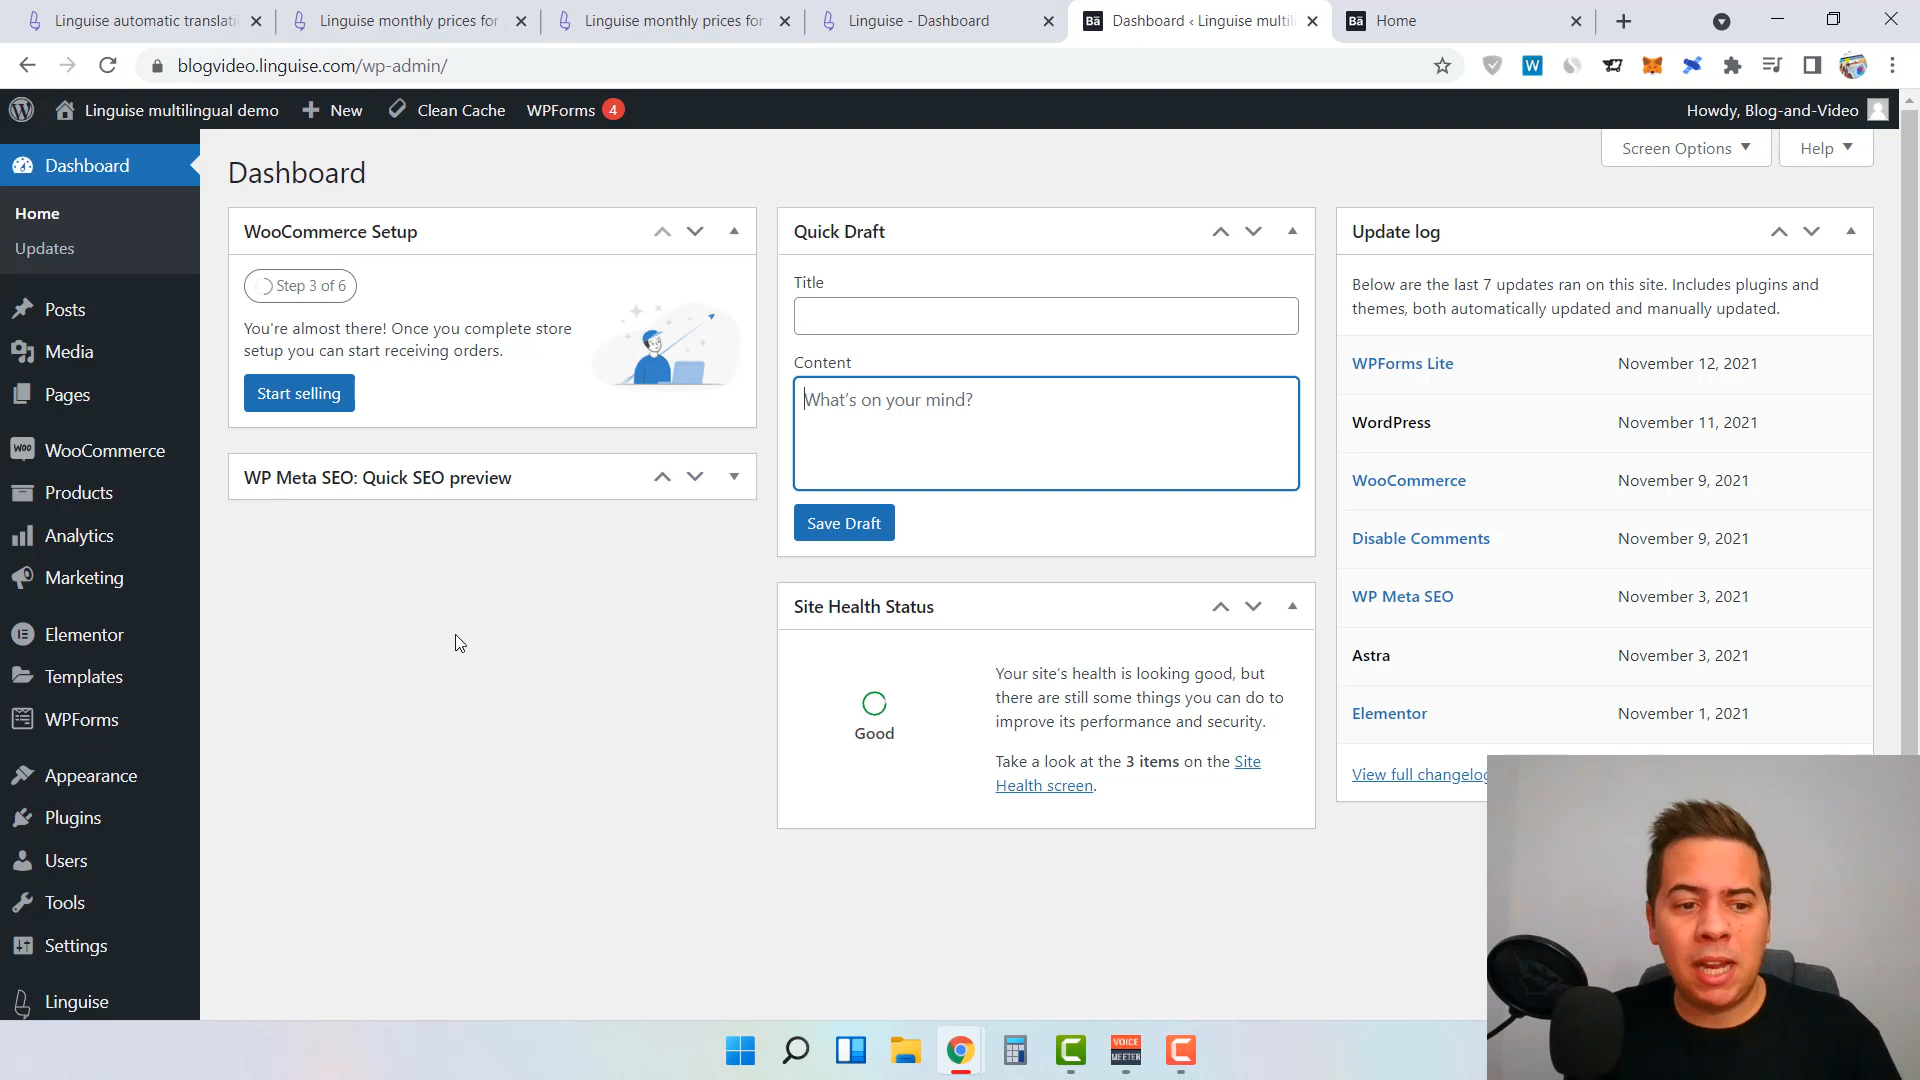 Linguise automatic translati
Linguise monthly prices for
Linguise monthly prices for
Linguise - Dashboard
Bā
Dashboard ‹ Linguise multil
Bā
Home
blogvideo.linguise.com/wp-admin/
W
Linguise multilingual demo
New
Clean Cache
WPForms 4
Howdy, Blog-and-Video
Dashboard
Home
Updates
Posts
Media
Pages
Woo
WooCommerce
Products
Analytics
Marketing
Elementor
Templates
WPForms
Appearance
Plugins
Users
Tools
Settings
Linguise
Dashboard
Screen Options
Help
WooCommerce Setup
Step 3 of 6
You're almost there! Once you complete store
setup you can start receiving orders.
Start selling
WP Meta SEO: Quick SEO preview
Quick Draft
Title
Content
What's on your mind?
Save Draft
Site Health Status
Good
Your site's health is looking good, but
there are still some things you can do to
improve its performance and security.
Take a look at the 3 items on the Site
Health screen.
Update log
Below are the last 7 updates ran on this site. Includes plugins and
themes, both automatically updated and manually updated.
WPForms Lite November 12, 2021
WordPress November 11, 2021
WooCommerce November 9, 2021
Disable Comments November 9, 2021
WP Meta SEO November 3, 2021
Astra November 3, 2021
Elementor November 1, 2021
View full changelog
VOICE
MEETER